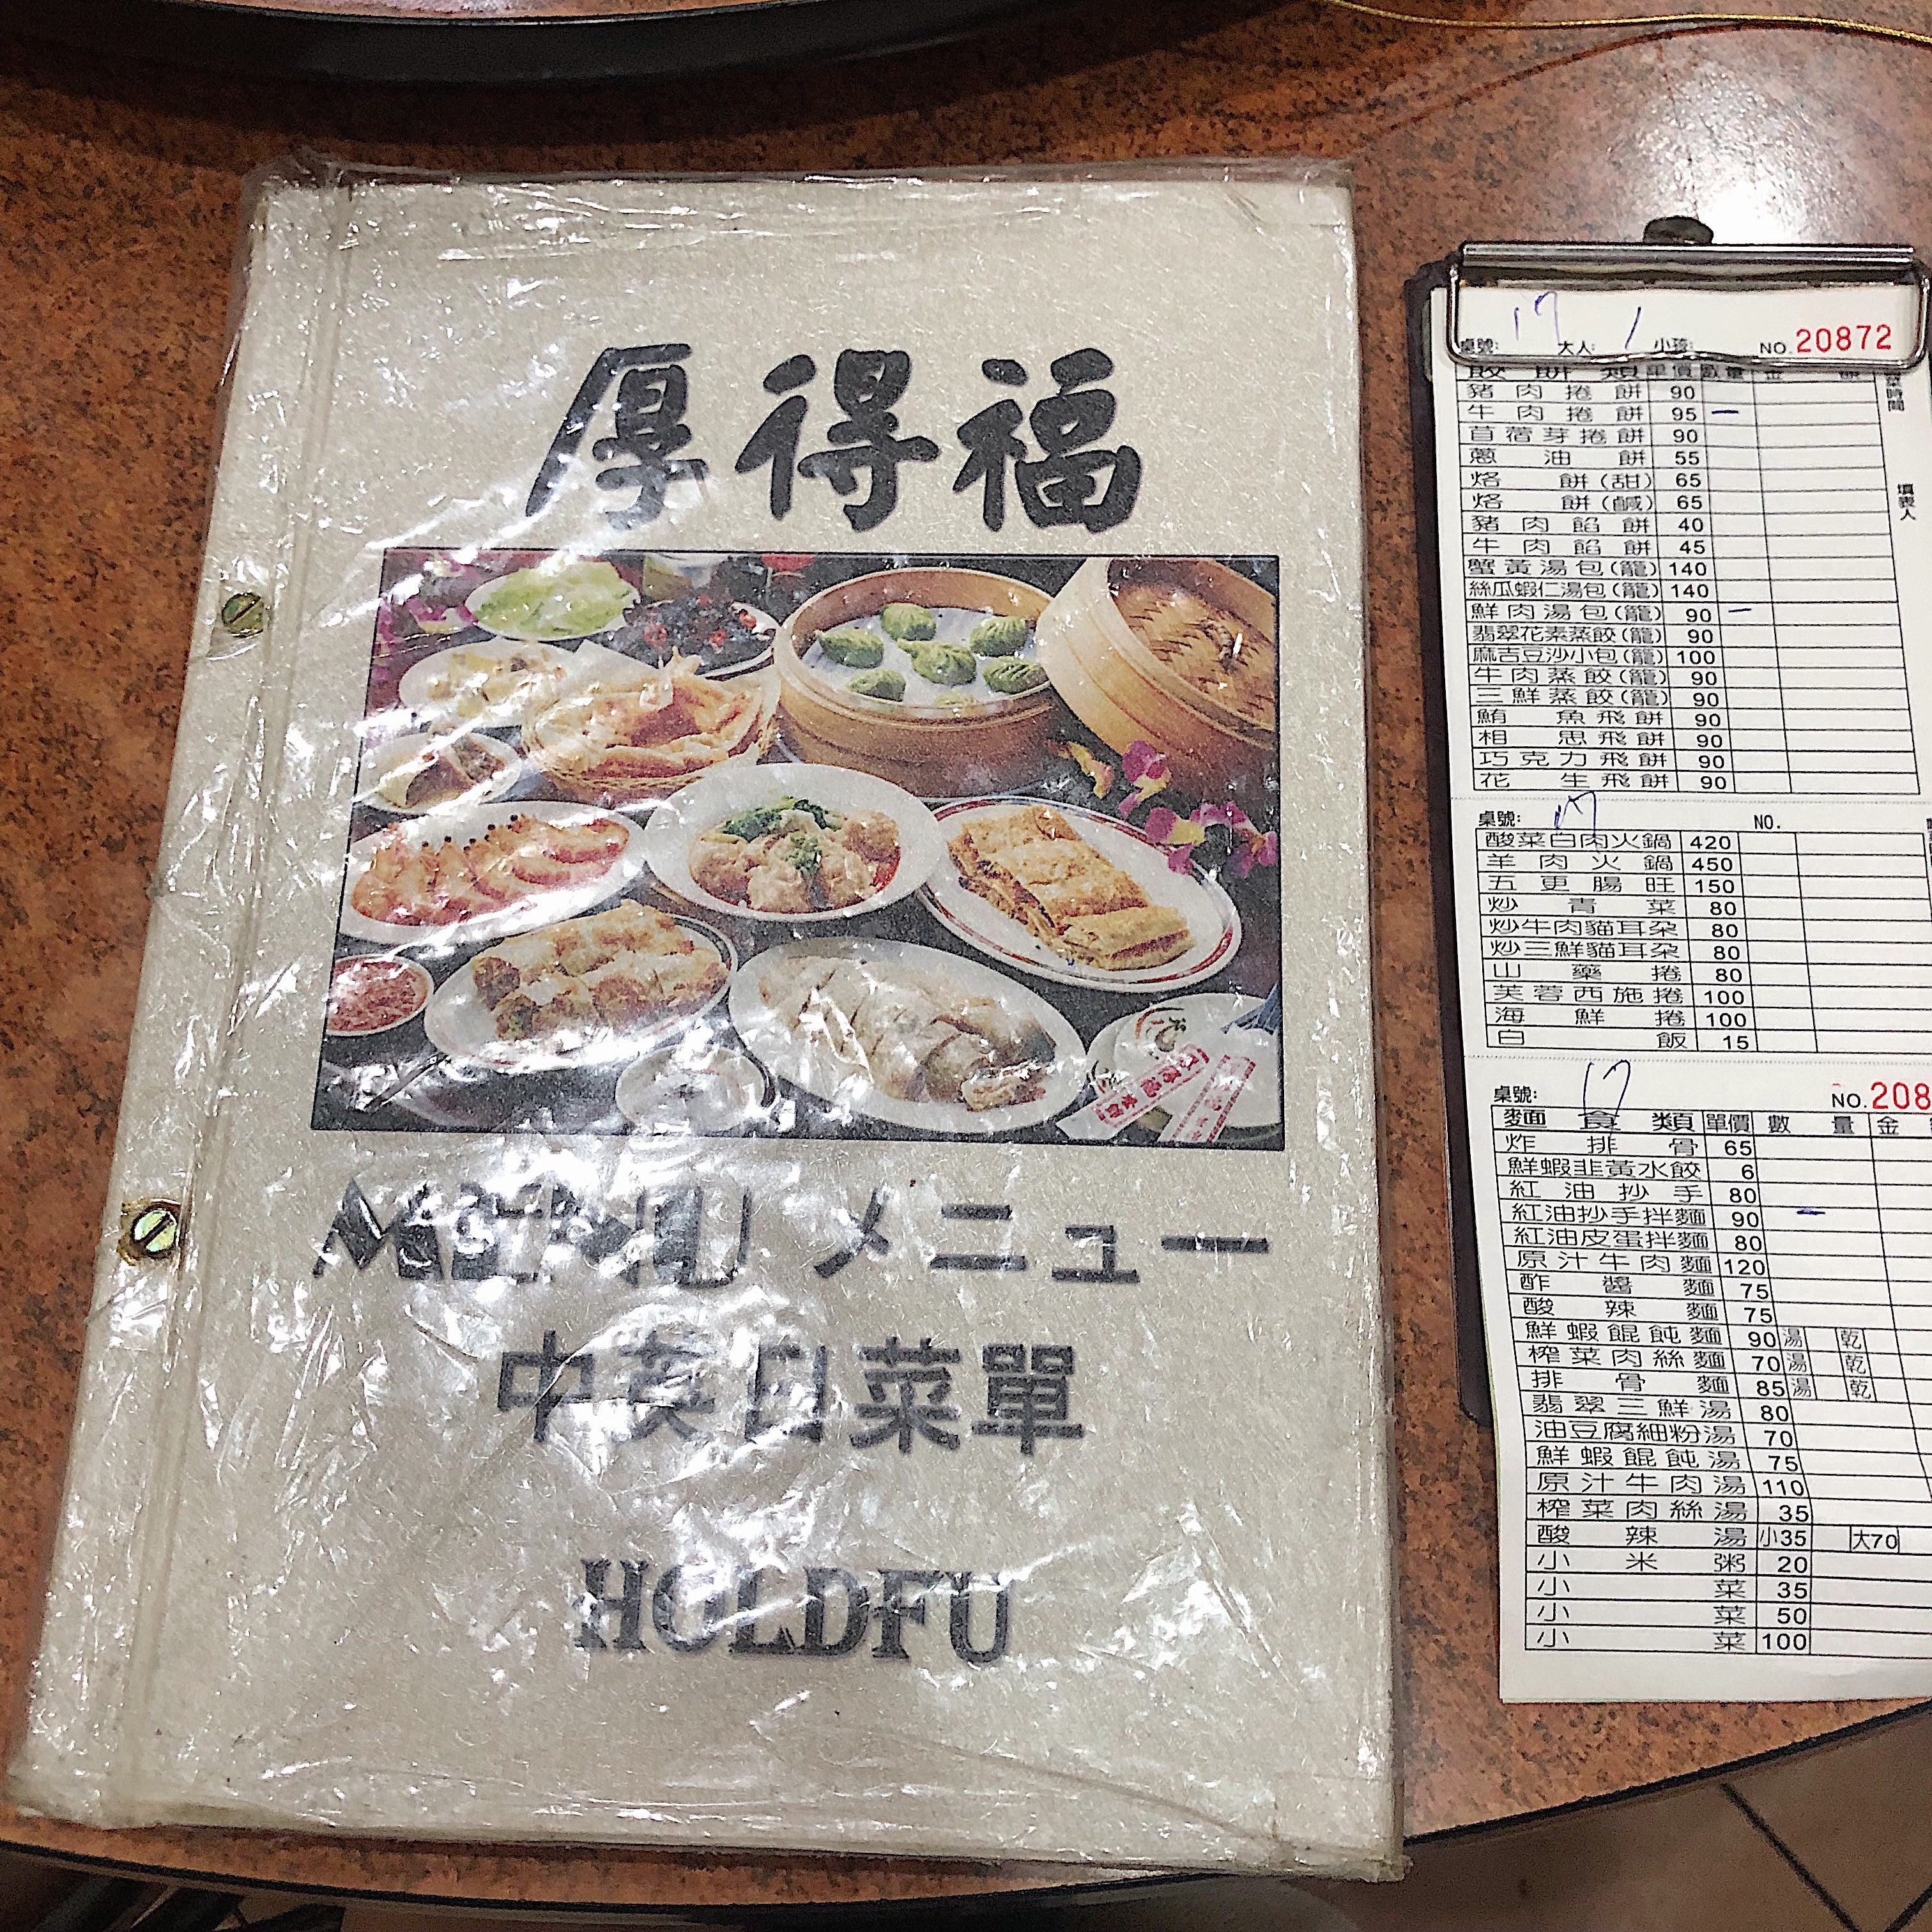 厚得福
MENU メニュー
中英日菜單
HOLDFU
17 /
桌號: 大人: 小孩: NO. 20872
餃餅類 單價 數量 金 額
豬肉捲餅 90
牛肉捲餅 95 一
苜蓿芽捲餅 90
蔥油餅 55
烙餅(甜) 65
烙餅(鹹) 65
豬肉餡餅 40
牛肉餡餅 45
蟹黃湯包(籠) 140
絲瓜蝦仁湯包(籠) 140
鮮肉湯包(籠) 90 一
翡翠花素蒸餃(籠) 90
麻吉豆沙小包(籠) 100
牛肉蒸餃(籠) 90
三鮮蒸餃(籠) 90
鮪魚飛餅 90
相思飛餅 90
巧克力飛餅 90
花生飛餅 90
填表人
桌號: 17 NO.
酸菜白肉火鍋 420
羊肉火鍋 450
五更腸旺 150
炒青菜 80
炒牛肉貓耳朵 80
炒三鮮貓耳朵 80
山藥捲 80
芙蓉西施捲 100
海鮮捲 100
白飯 15
桌號: 17 NO. 208
麵食類 單價 數量 金
炸排骨 65
鮮蝦韭黃水餃 6
紅油抄手 80
紅油抄手拌麵 90 一
紅油皮蛋拌麵 80
原汁牛肉麵 120
酢醬麵 75
酸辣麵 75
鮮蝦餛飩麵 90 湯 乾
榨菜肉絲麵 70 湯 乾
排骨麵 85 湯 乾
翡翠三鮮湯 80
油豆腐細粉湯 70
鮮蝦餛飩湯 75
原汁牛肉湯 110
榨菜肉絲湯 35
酸辣湯 小35 大70
小米粥 20
小菜 35
小菜 50
小菜 100